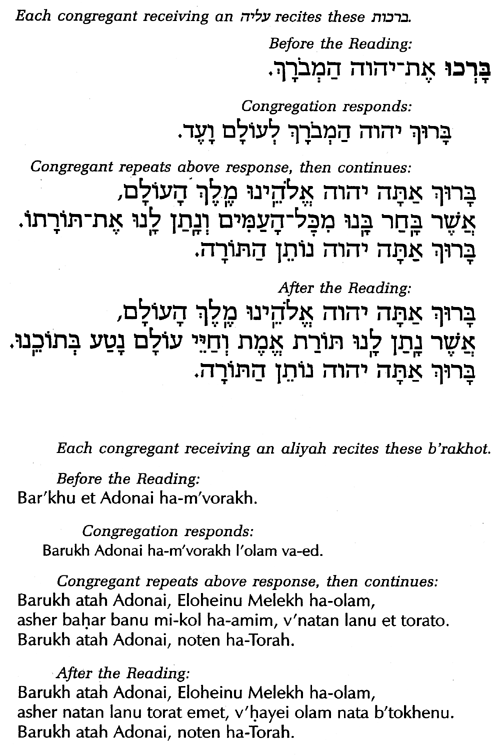 Each congregant receiving an עליה recites these ברכות.
Before the Reading:
בָּרְכוּ אֶת־יהוה הַמְבֹרָךְ.
Congregation responds:
בָּרוּךְ יהוה הַמְבֹרָךְ לְעוֹלָם וָעֶד.
Congregant repeats above response, then continues:
בָּרוּךְ אַתָּה יהוה אֱלֹהֵֽינוּ מֶֽלֶךְ הָעוֹלָם,
אֲשֶׁר בָּֽחַר בָּֽנוּ מִכׇּל־הָעַמִּים וְנָֽתַן לָֽנוּ אֶת־תּוֹרָתוֹ.
בָּרוּךְ אַתָּה יהוה נוֹתֵן הַתּוֹרָה.
After the Reading:
בָּרוּךְ אַתָּה יהוה אֱלֹהֵֽינוּ מֶֽלֶךְ הָעוֹלָם,
אֲשֶׁר נָֽתַן לָֽנוּ תּוֹרַת אֱמֶת וְחַיֵּי עוֹלָם נָטַע בְּתוֹכֵֽנוּ.
בָּרוּךְ אַתָּה יהוה נוֹתֵן הַתּוֹרָה.
Each congregant receiving an aliyah recites these b'rakhot.
Before the Reading:
Bar'khu et Adonai ha-m'vorakh.
Congregation responds:
Barukh Adonai ha-m'vorakh l'olam va-ed.
Congregant repeats above response, then continues:
Barukh atah Adonai, Eloheinu Melekh ha-olam,
asher baḥar banu mi-kol ha-amim, v'natan lanu et torato.
Barukh atah Adonai, noten ha-Torah.
After the Reading:
Barukh atah Adonai, Eloheinu Melekh ha-olam,
asher natan lanu torat emet, v'ḥayei olam nata b'tokhenu.
Barukh atah Adonai, noten ha-Torah.